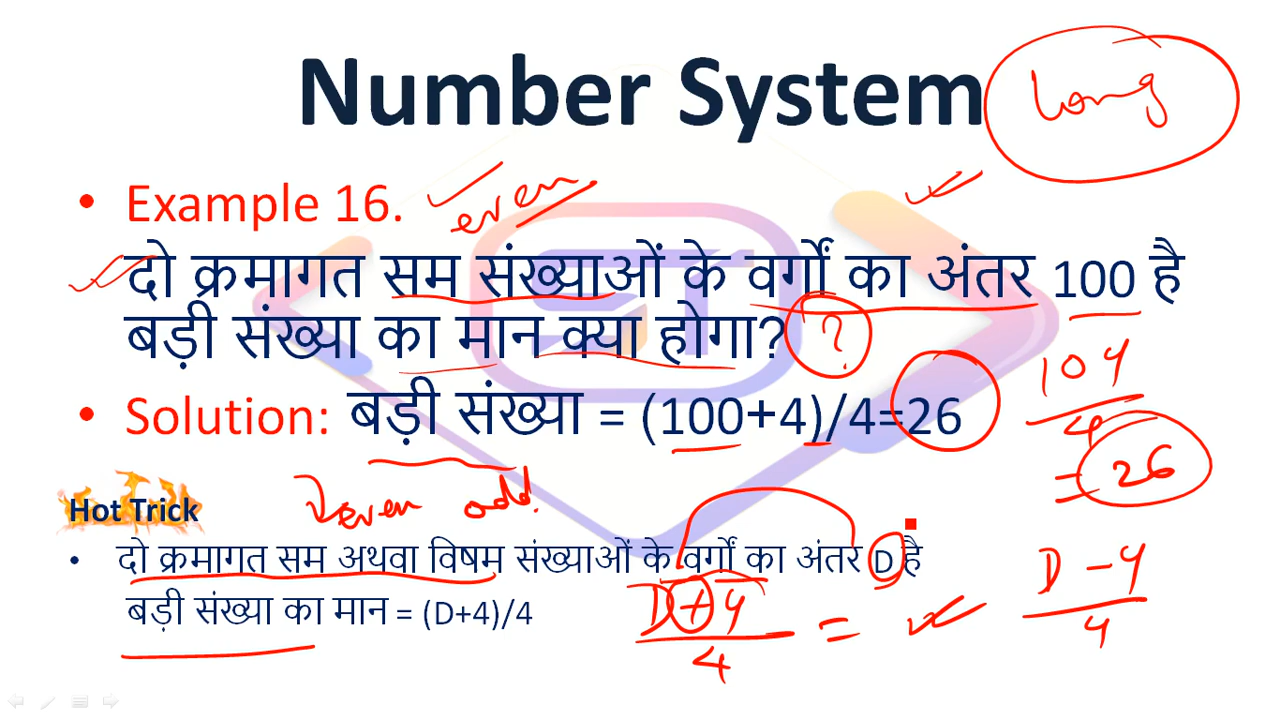 Number System
long
• Example 16.
even
दो क्रमागत सम संख्याओं के वर्गों का अंतर 100 है
बड़ी संख्या का मान क्या होगा?
?
• Solution: बड़ी संख्या = (100+4)/4=26
104
4
= 26
Hot Trick
even odd
• दो क्रमागत सम अथवा विषम संख्याओं के वर्गों का अंतर D है
बड़ी संख्या का मान = (D+4)/4
D+4
4
=
D-4
4